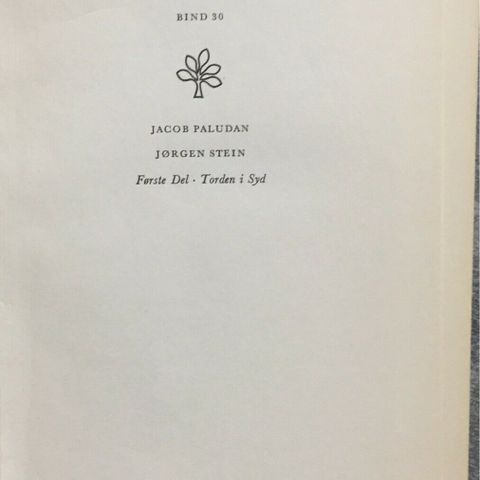 BIND 30
JACOB PALUDAN
JØRGEN STEIN
Første Del · Torden i Syd